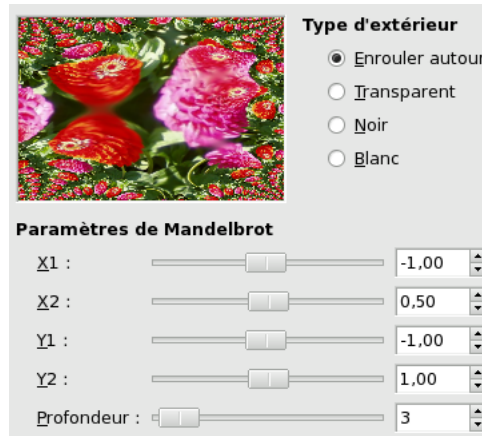 Type d'extérieur
Enrouler autour
Transparent
Noir
Blanc
Paramètres de Mandelbrot
X1 : -1,00
X2 : 0,50
Y1 : -1,00
Y2 : 1,00
Profondeur : 3